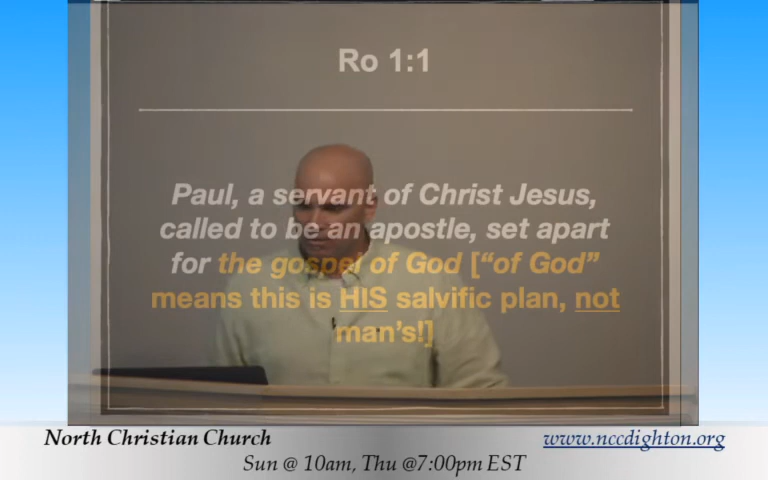 Ro 1:1
Paul, a servant of Christ Jesus,
called to be an apostle, set apart
for the gospel of God [“of God”
means this is HIS salvific plan, not
man’s!]
North Christian Church
www.nccdighton.org
Sun @ 10am, Thu @7:00pm EST